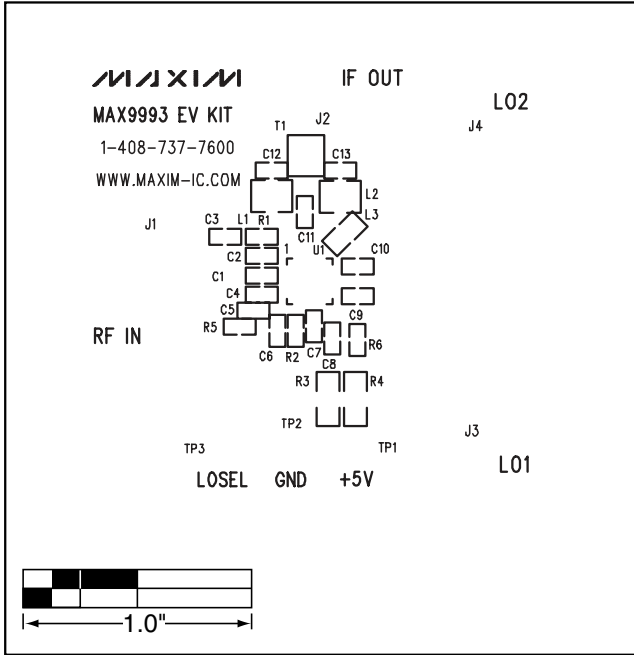 MAXIM
IF OUT
LO2
MAX9993 EV KIT
J2
T1
J4
1-408-737-7600
C12
C13
WWW.MAXIM-IC.COM
L2
L3
J1
C3
L1
R1
C11
U1
C2
1
C10
C1
C4
C5
R5
C9
RF IN
C6
R2
C7
R6
C8
R3
R4
TP2
J3
TP3
TP1
LO1
LOSEL
GND
+5V
1.0"